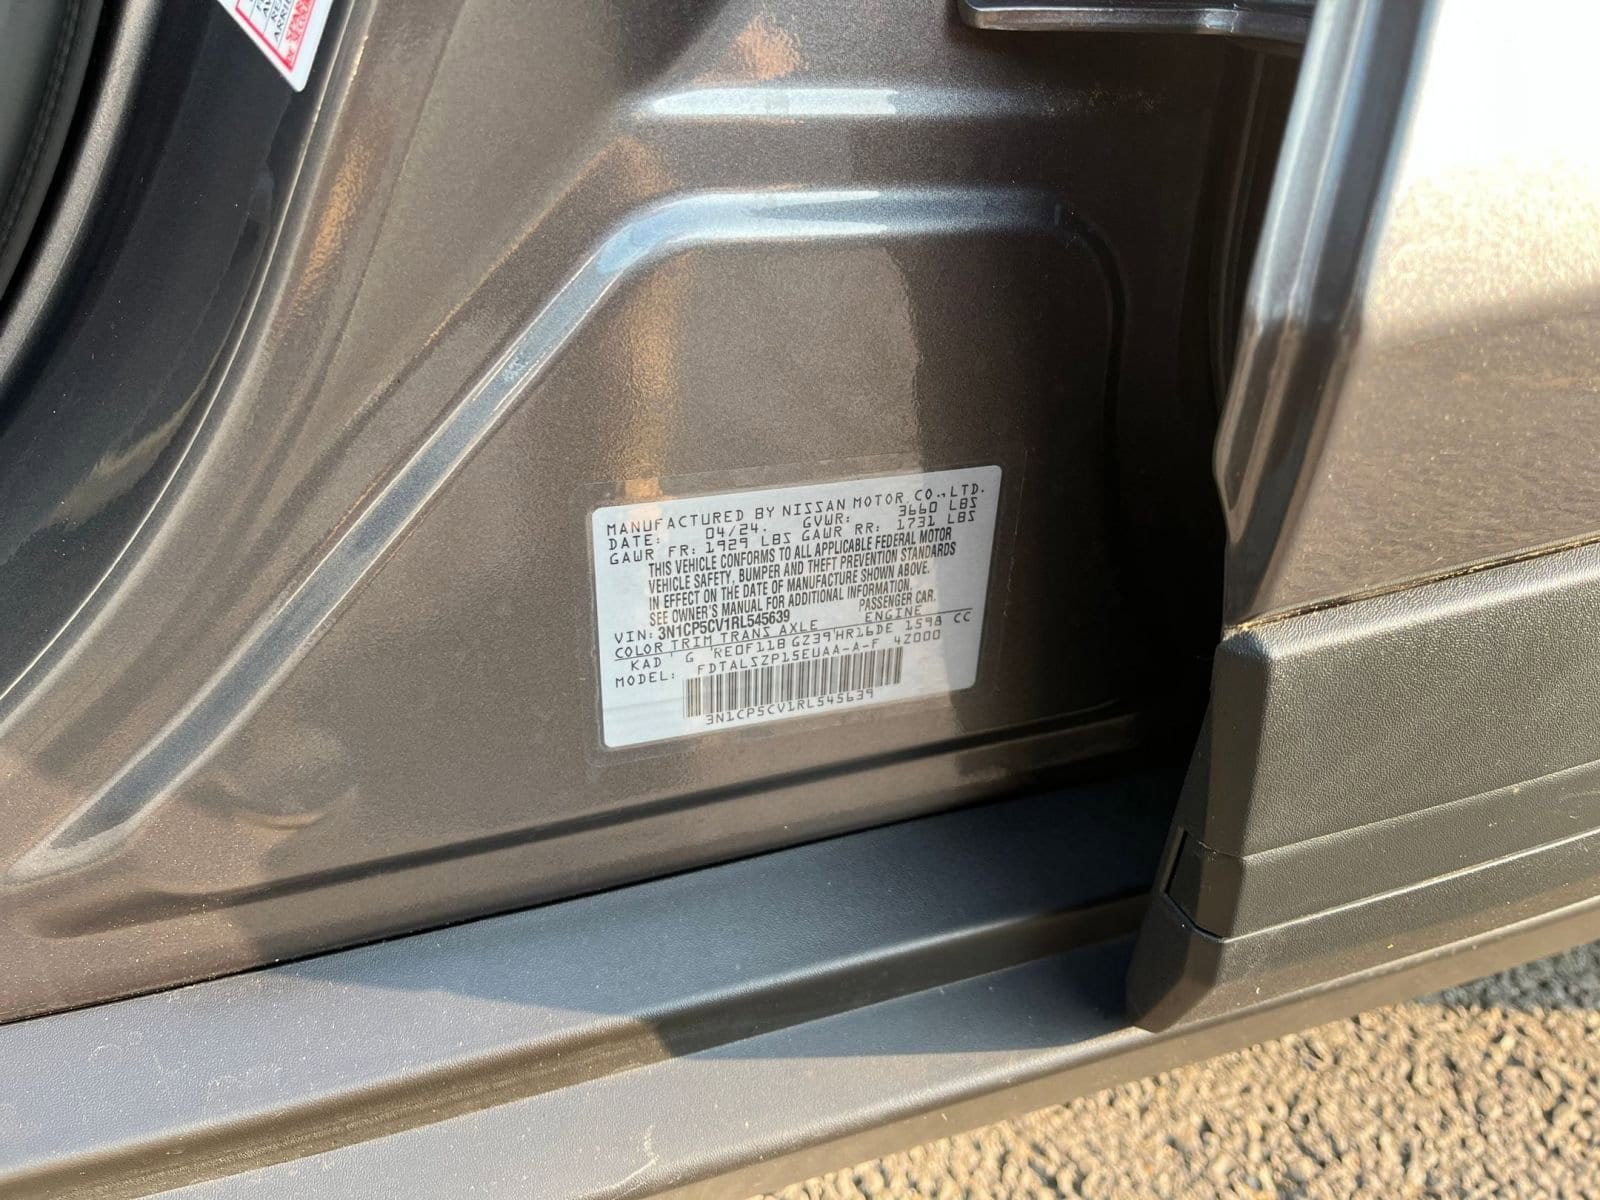 MANUFACTURED BY NISSAN MOTOR CO.,LTD.
DATE: 04/24. GVWR: 3660 LBS
GAWR FR: 1929 LBS GAWR RR: 1731 LBS
THIS VEHICLE CONFORMS TO ALL APPLICABLE FEDERAL MOTOR
VEHICLE SAFETY, BUMPER AND THEFT PREVENTION STANDARDS
IN EFFECT ON THE DATE OF MANUFACTURE SHOWN ABOVE.
SEE OWNER'S MANUAL FOR ADDITIONAL INFORMATION.
VIN: 3N1CP5CV1RL545639 PASSENGER CAR.
COLOR TRIM TRANS AXLE ENGINE
KAD G RE0F11B GZ39 HR16DE 1598 CC
MODEL: FDTALSZP15EUAA-A-F 42000
3N1CP5CV1RL545639